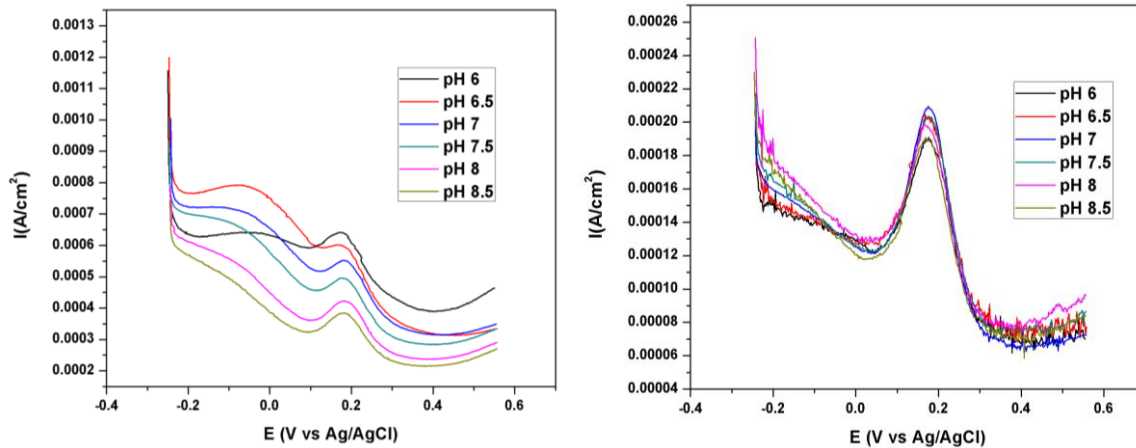 0.0013
0.0012
0.0011
0.0010
0.0009
0.0008
0.0007
0.0006
0.0005
0.0004
0.0003
0.0002
I(A/cm²)
pH 6
pH 6.5
pH 7
pH 7.5
pH 8
pH 8.5
-0.4 -0.2 0.0 0.2 0.4 0.6
E (V vs Ag/AgCl)
0.00026
0.00024
0.00022
0.00020
0.00018
0.00016
0.00014
0.00012
0.00010
0.00008
0.00006
0.00004
I(A/cm²)
pH 6
pH 6.5
pH 7
pH 7.5
pH 8
pH 8.5
-0.4 -0.2 0.0 0.2 0.4 0.6
E (V vs Ag/AgCl)